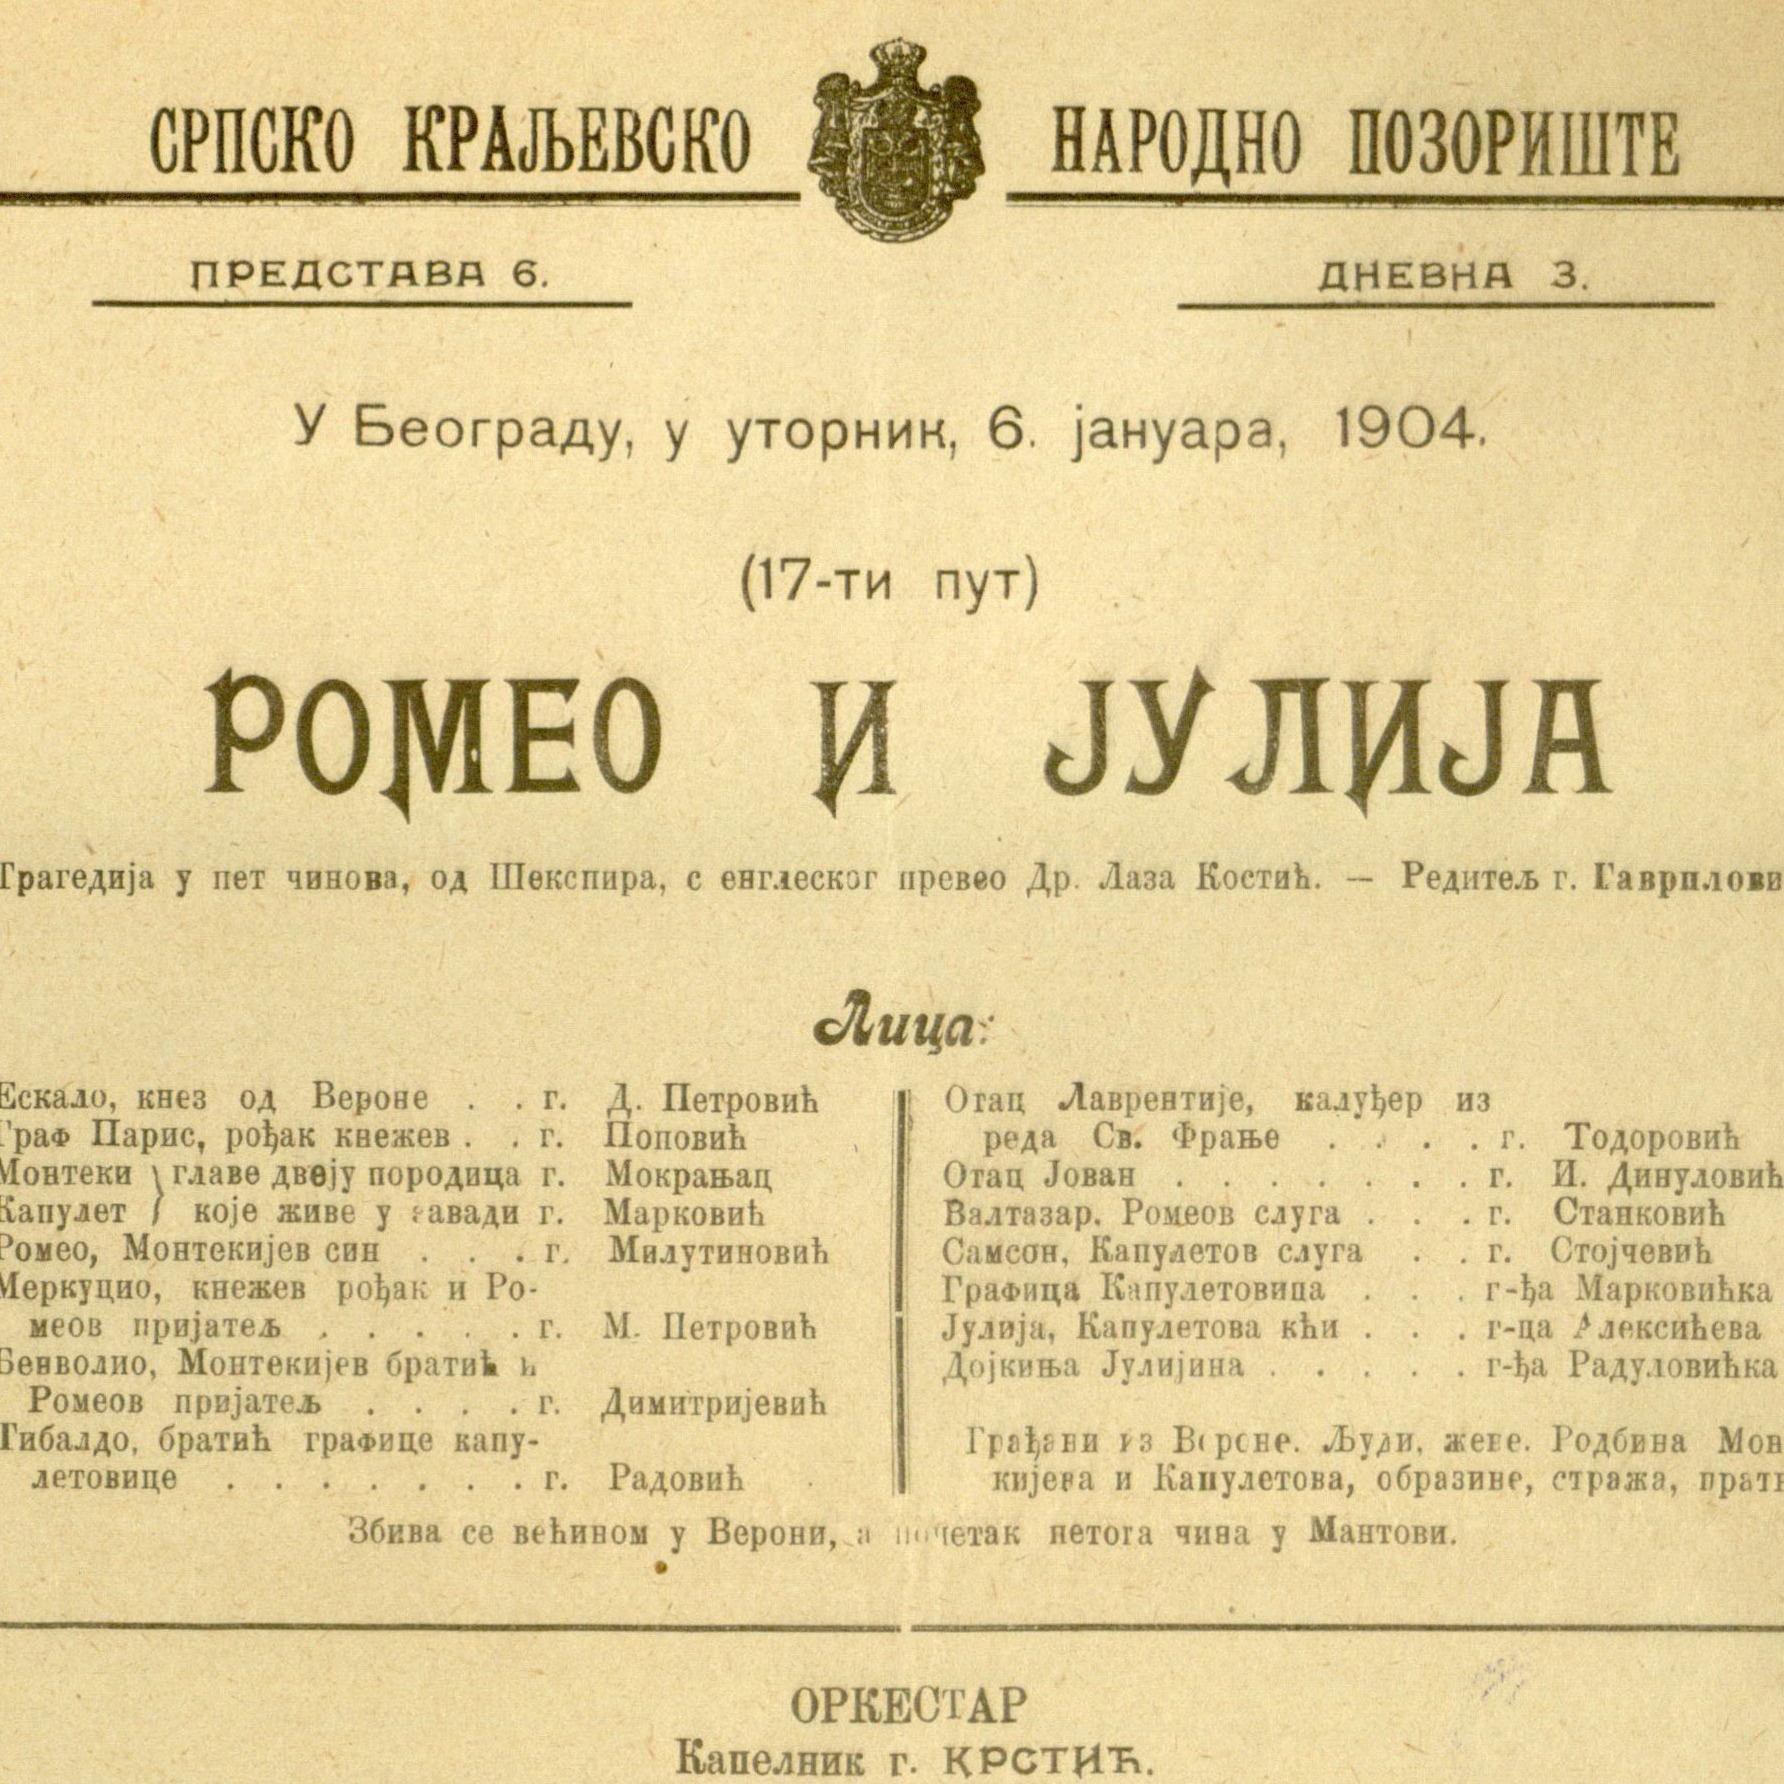 СРПСКО КРАЉЕВСКО НАРОДНО ПОЗОРИШТЕ
ПРЕДСТАВА 6.
ДНЕВНА 3.
У Београду, у уторник, 6. јануара, 1904.
(17-ти пут)
РОМЕО И ЈУЛИЈА
Трагедија у пет чинова, од Шекспира, с енглеског превео Др. Лаза Костић. — Редитељ г. Гаврилови
Лица:
Ескало, кнез од Вероне . . г. Д. Петровић
Граф Парис, рођак кнежев . . г. Поповић
Монтеки } главе двеју породица г. Мокрањац
Капулет } које живе у завади г. Марковић
Ромео, Монтекијев син . . . г. Милутиновић
Меркуцио, кнежев рођак и Ро-
меов пријатељ . . . . . г. М. Петровић
Бенволио, Монтекијев братић и
Ромеов пријатељ . . . . г. Димитријевић
Тибалдо, братић графице капу-
летовице . . . . . . . г. Радовић
Отац Лаврентије, калуђер из
реда Св. Фрање . . . . г. Тодоровић
Отац Јован . . . . . . . г. И. Динуловић
Валтазар, Ромеов слуга . . . г. Станковић
Самсон, Капулетов слуга . . г. Стојчевић
Графица Капулетовица . . . г-ђа Марковићка
Јулија, Капулетова кћи . . . г-ца Алексићева
Дојкиња Јулијина . . . . . г-ђа Радуловићка
Грађани из Вероне. Људи, жене. Родбина Мон
кијева и Капулетова, образине, стража, прат
Збива се већином у Верони, а почетак петога чина у Мантови.
ОРКЕСТАР
Капелник г. КРСТИЋ.